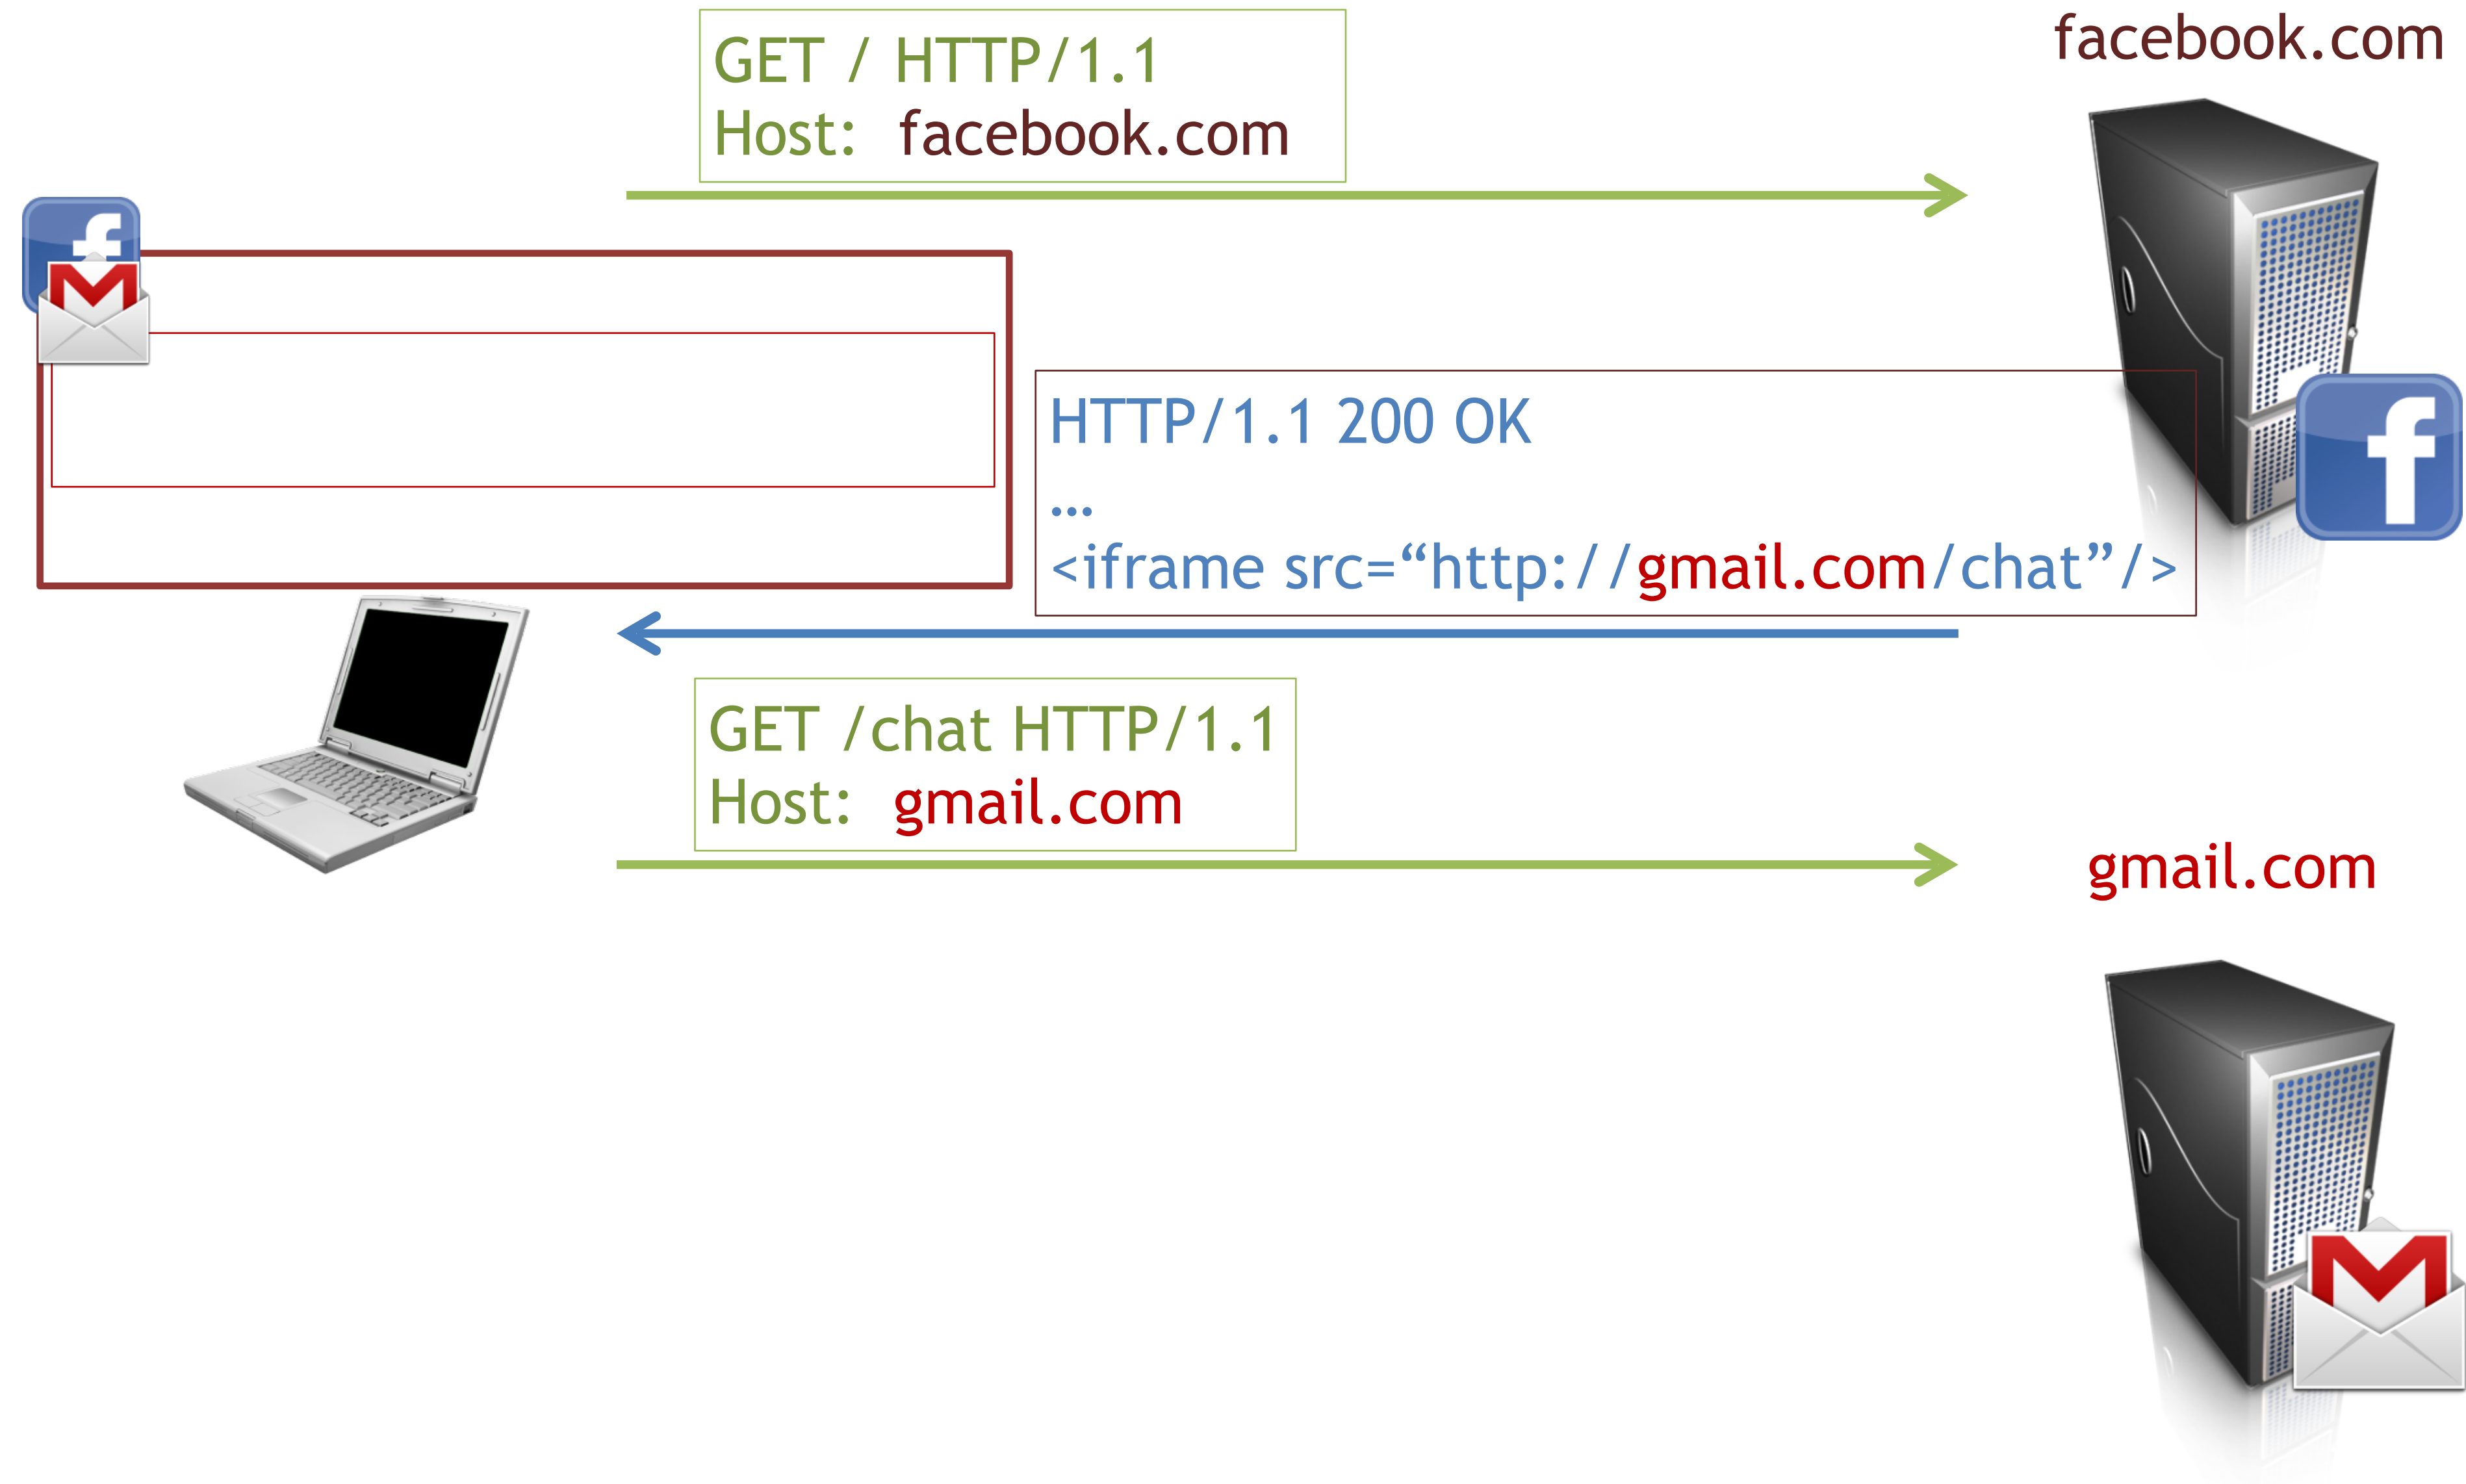 facebook.com
GET / HTTP/1.1
Host: facebook.com
HTTP/1.1 200 OK
…
<iframe src=“http://gmail.com/chat”/>
GET /chat HTTP/1.1
Host: gmail.com
gmail.com